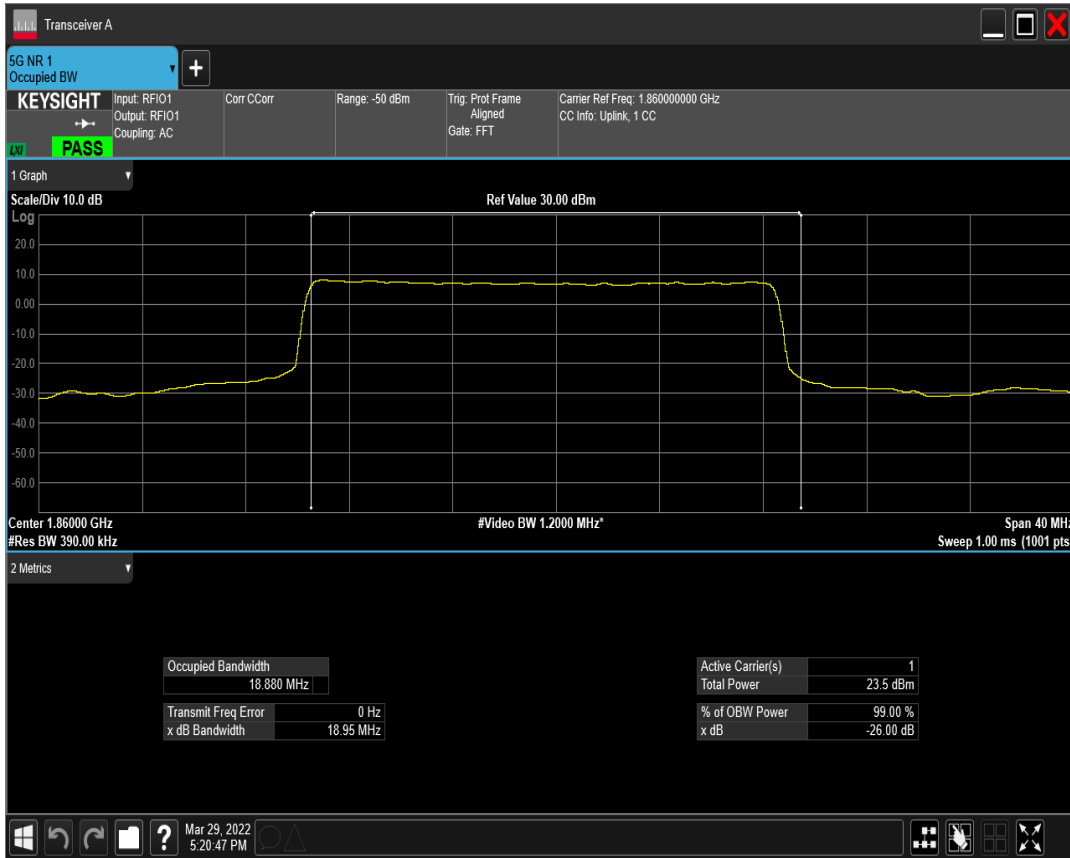 Transceiver A
5G NR 1
Occupied BW
KEYSIGHT
LXI
PASS
Input: RFIO1
Output: RFIO1
Coupling: AC
Corr CCorr
Range: -50 dBm
Trig: Prot Frame
Aligned
Gate: FFT
Carrier Ref Freq: 1.860000000 GHz
CC Info: Uplink, 1 CC
1 Graph
Scale/Div 10.0 dB
Ref Value 30.00 dBm
Log
20.0
10.0
0.00
-10.0
-20.0
-30.0
-40.0
-50.0
-60.0
Center 1.86000 GHz
#Video BW 1.2000 MHz*
Span 40 MHz
#Res BW 390.00 kHz
Sweep 1.00 ms (1001 pts
2 Metrics
Occupied Bandwidth
18.880 MHz
Transmit Freq Error 0 Hz
x dB Bandwidth 18.95 MHz
Active Carrier(s) 1
Total Power 23.5 dBm
% of OBW Power 99.00 %
x dB -26.00 dB
?
Mar 29, 2022
5:20:47 PM